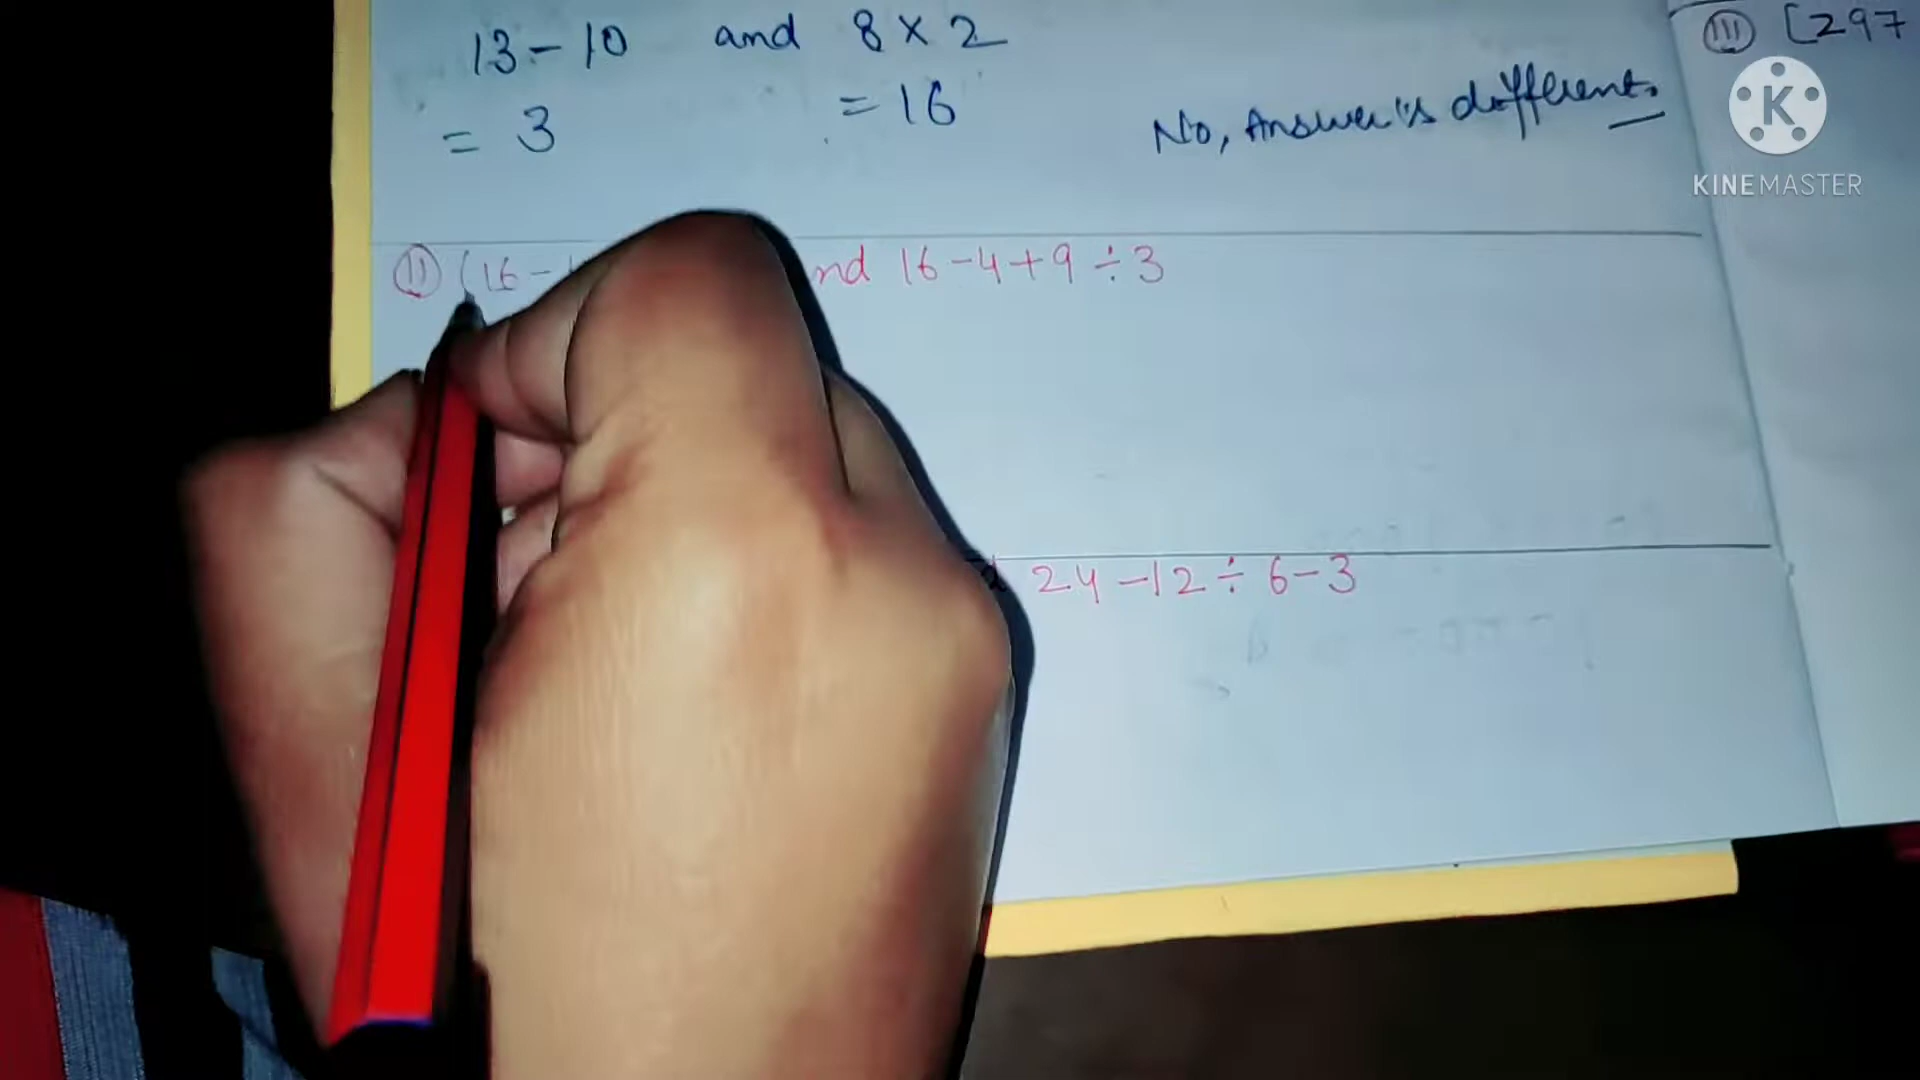 13-10 and 8×2
= 3 =16
No, Answer is different.
(III) [297
K
KINEMASTER
(II) (16- nd 16-4+9÷3
24-12÷6-3